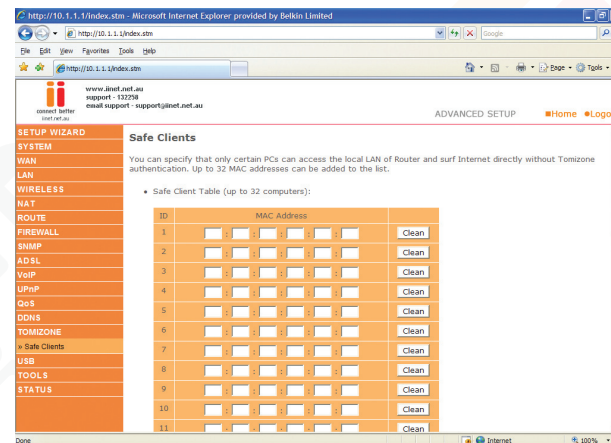 http://10.1.1.1/index.stm - Microsoft Internet Explorer provided by Belkin Limited
http://10.1.1.1/index.stm
Google
File Edit View Favorites Tools Help
http://10.1.1.1/index.stm
Page Tools
connect better
iinet.net.au
www.iinet.net.au
support - 132258
email support - support@iinet.net.au
ADVANCED SETUP
Home Logo
SETUP WIZARD
SYSTEM
WAN
LAN
WIRELESS
NAT
ROUTE
FIREWALL
SNMP
ADSL
VoIP
UPnP
QoS
DDNS
TOMIZONE
» Safe Clients
USB
TOOLS
STATUS
Safe Clients
You can specify that only certain PCs can access the local LAN of Router and surf Internet directly without Tomizone
authentication. Up to 32 MAC addresses can be added to the list.
• Safe Client Table (up to 32 computers):
ID MAC Address
1 : : : : : Clean
2 : : : : : Clean
3 : : : : : Clean
4 : : : : : Clean
5 : : : : : Clean
6 : : : : : Clean
7 : : : : : Clean
8 : : : : : Clean
9 : : : : : Clean
10 : : : : : Clean
11 : : : : : Clean
Done
Internet
100%